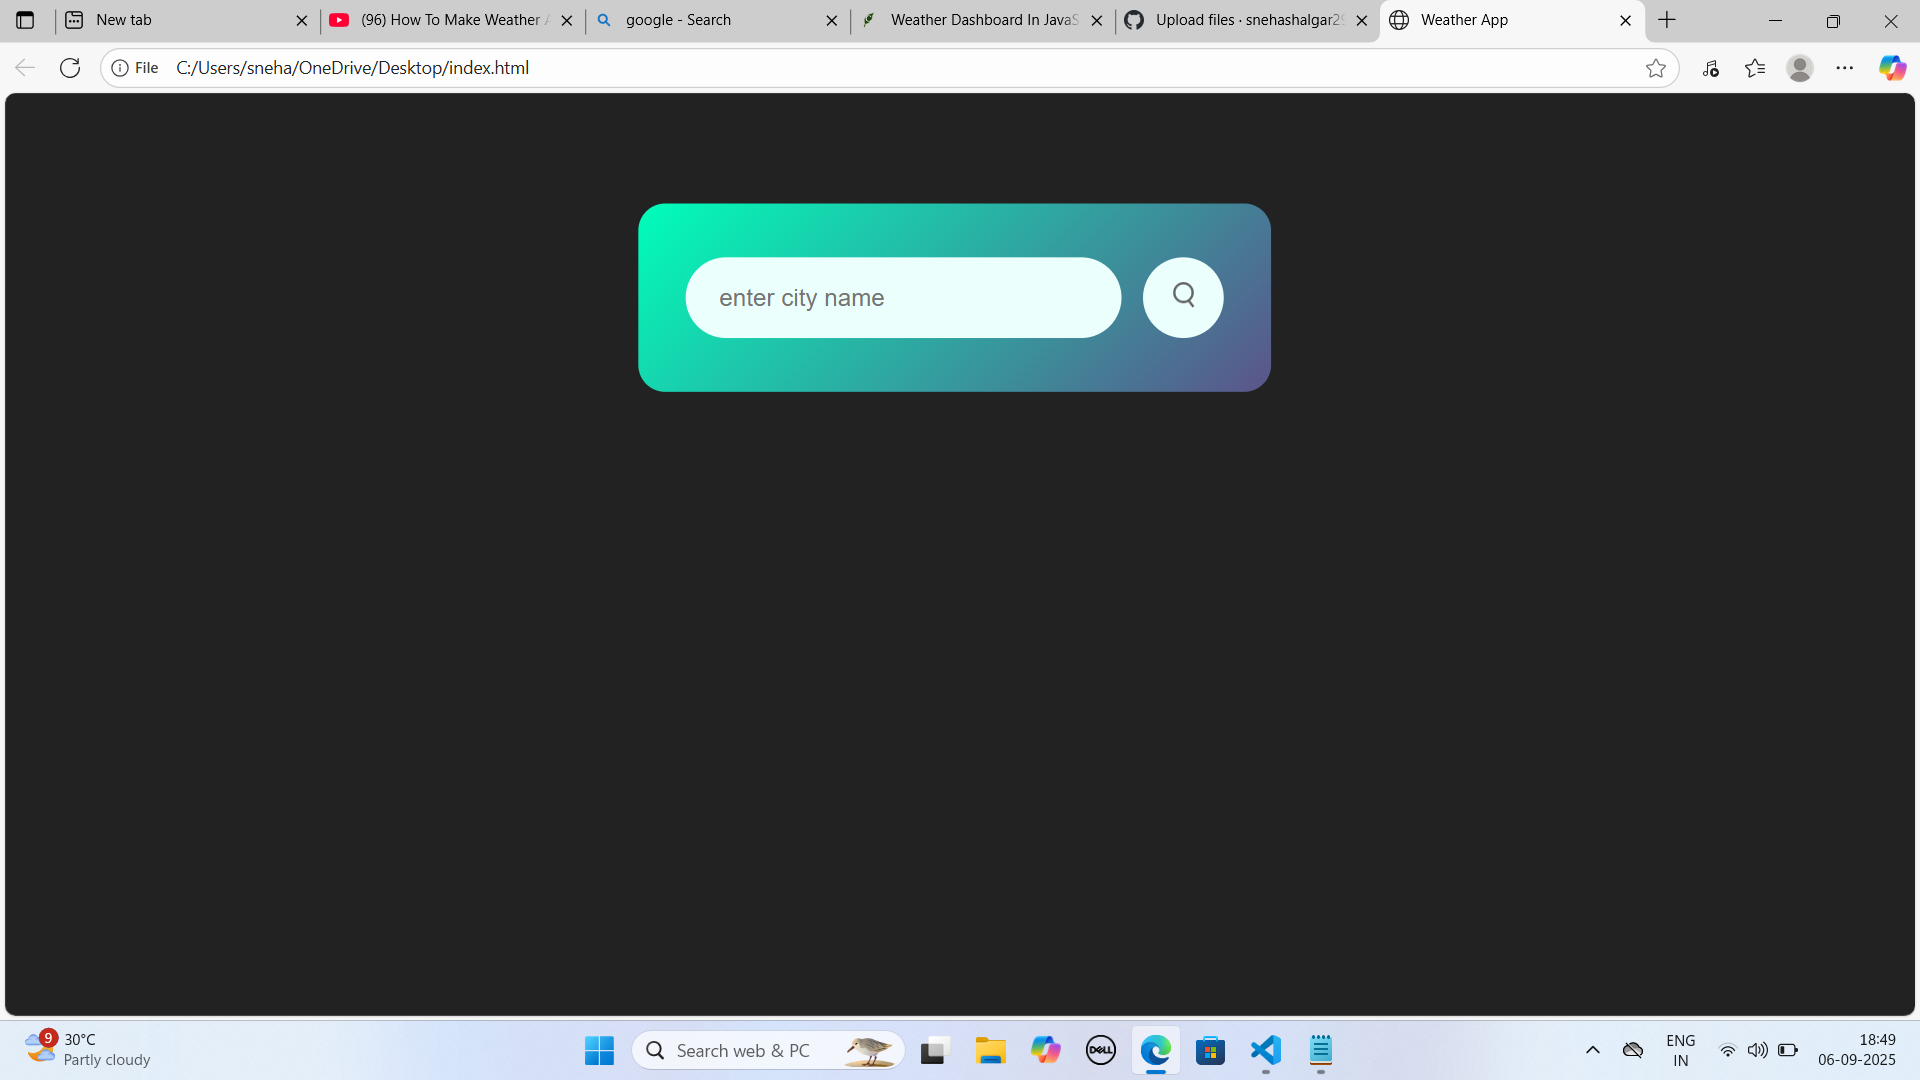 New tab
(96) How To Make Weather
google - Search
Weather Dashboard In JavaS
Upload files · snehashalgar29
Weather App
File
C:/Users/sneha/OneDrive/Desktop/index.html
enter city name
9
30°C
Partly cloudy
Search web & PC
DELL
ENG
IN
18:49
06-09-2025